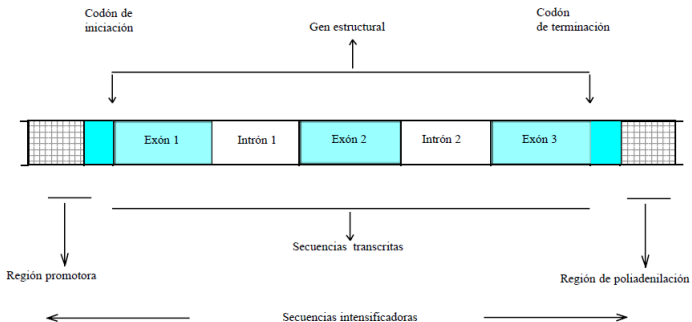 Codón de
iniciación
Gen estructural
Codón
de terminación
Exón 1
Intrón 1
Exón 2
Intrón 2
Exón 3
Secuencias transcritas
Región promotora
Región de poliadenilación
Secuencias intensificadoras